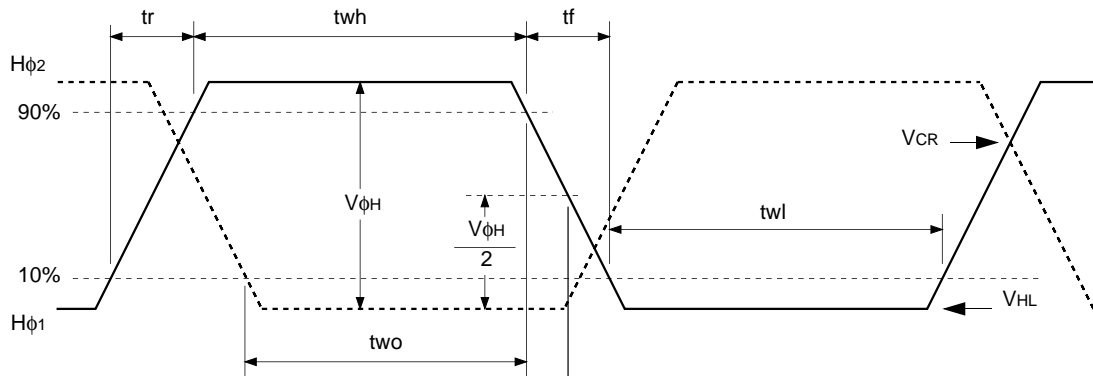 tr twh tf
Hϕ2
90%
VCR
VϕH
VϕH
2
twl
10%
VHL
Hϕ1
two